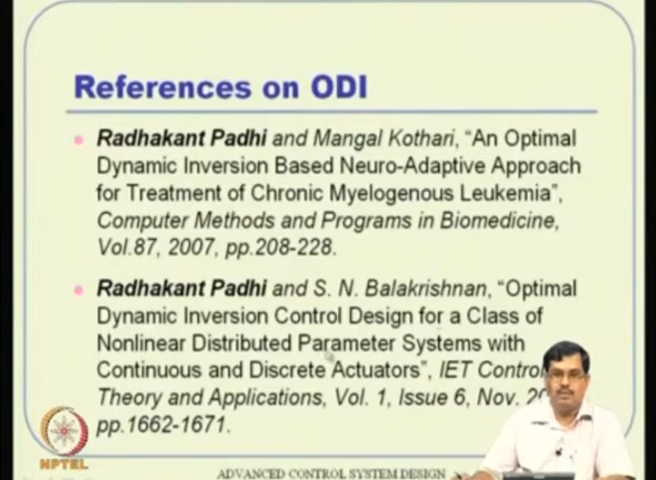 References on ODI
Radhakant Padhi and Mangal Kothari, “An Optimal
Dynamic Inversion Based Neuro-Adaptive Approach
for Treatment of Chronic Myelogenous Leukemia”,
Computer Methods and Programs in Biomedicine,
Vol.87, 2007, pp.208-228.
Radhakant Padhi and S. N. Balakrishnan, “Optimal
Dynamic Inversion Control Design for a Class of
Nonlinear Distributed Parameter Systems with
Continuous and Discrete Actuators”, IET Control
Theory and Applications, Vol. 1, Issue 6, Nov.
pp.1662-1671.
NPTEL
ADVANCED CONTROL SYSTEM DESIGN